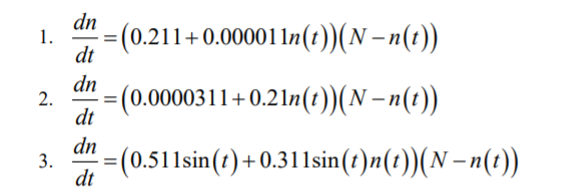 1. dn/dt = (0.211+0.000011n(t))(N−n(t))
2. dn/dt = (0.0000311+0.21n(t))(N−n(t))
3. dn/dt = (0.511sin(t)+0.311sin(t)n(t))(N−n(t))